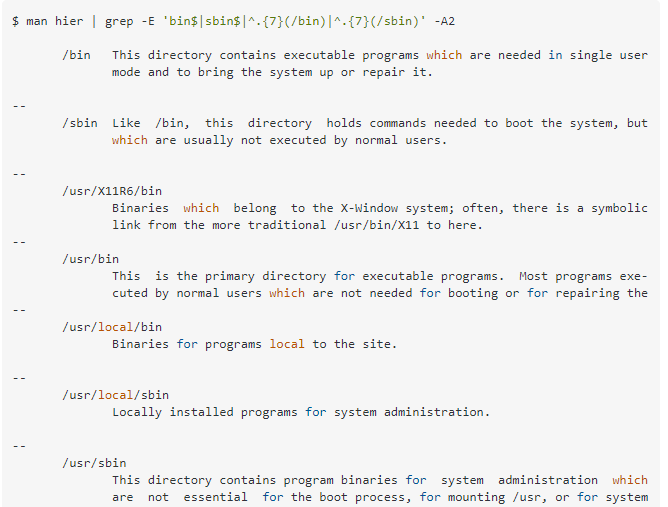 $ man hier | grep -E 'bin$|sbin$|^.{7}(/bin)|^.{7}(/sbin)' -A2
/bin   This directory contains executable programs which are needed in single user
mode and to bring the system up or repair it.
--
/sbin  Like  /bin,  this  directory  holds commands needed to boot the system, but
which are usually not executed by normal users.
--
/usr/X11R6/bin
Binaries  which  belong  to the X-Window system; often, there is a symbolic
link from the more traditional /usr/bin/X11 to here.
--
/usr/bin
This  is the primary directory for executable programs.  Most programs exe-
cuted by normal users which are not needed for booting or for repairing the
--
/usr/local/bin
Binaries for programs local to the site.
--
/usr/local/sbin
Locally installed programs for system administration.
--
/usr/sbin
This directory contains program binaries for  system  administration  which
are  not  essential  for the boot process, for mounting /usr, or for system